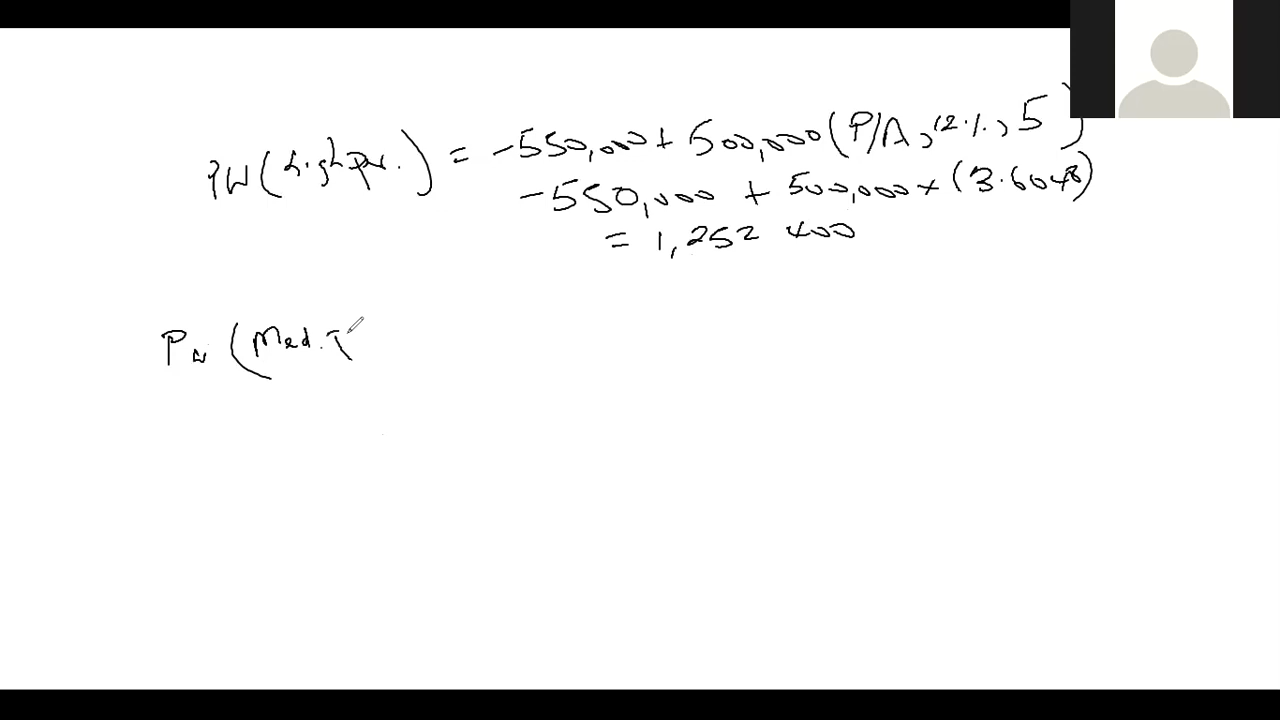 PW (high pr.) = -550,000 + 500,000 (P/A, 12%, 5)
-550,000 + 500,000 x (3.6048)
= 1,252 400
PW (Med.